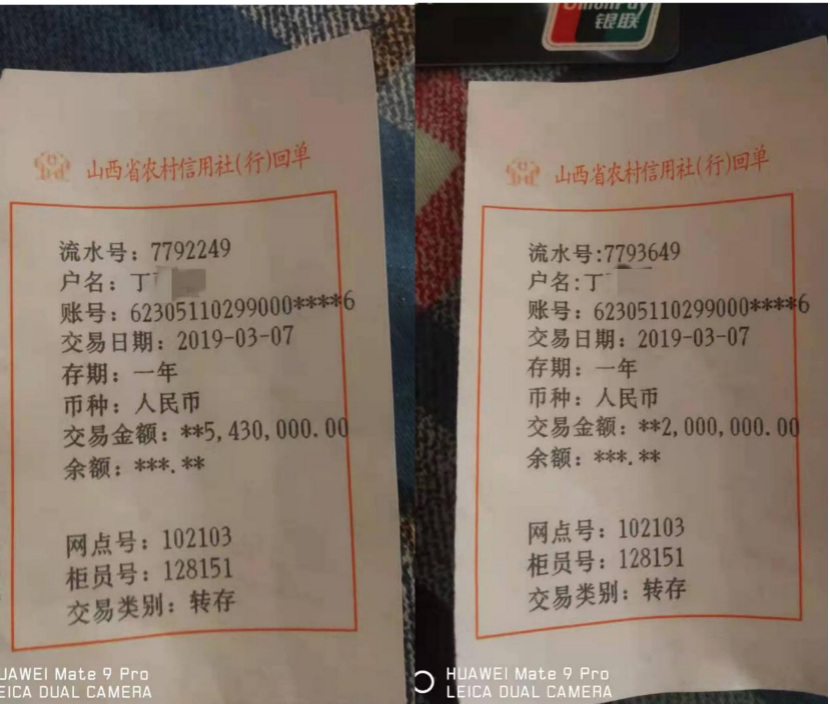 山西省农村信用社(行)回单
流水号：7792249
户名：丁
账号：62305110299000****6
交易日期：2019-03-07
存期：一年
币种：人民币
交易金额：**5,430,000.00
余额：***.**
网点号：102103
柜员号：128151
交易类别：转存
UAWEI Mate 9 Pro
EICA DUAL CAMERA
UnionPay
银联
山西省农村信用社(行)回单
流水号:7793649
户名:丁
账号：62305110299000****6
交易日期：2019-03-07
存期：一年
币种：人民币
交易金额：**2,000,000.00
余额：***.**
网点号：102103
柜员号：128151
交易类别：转存
HUAWEI Mate 9 Pro
LEICA DUAL CAMERA